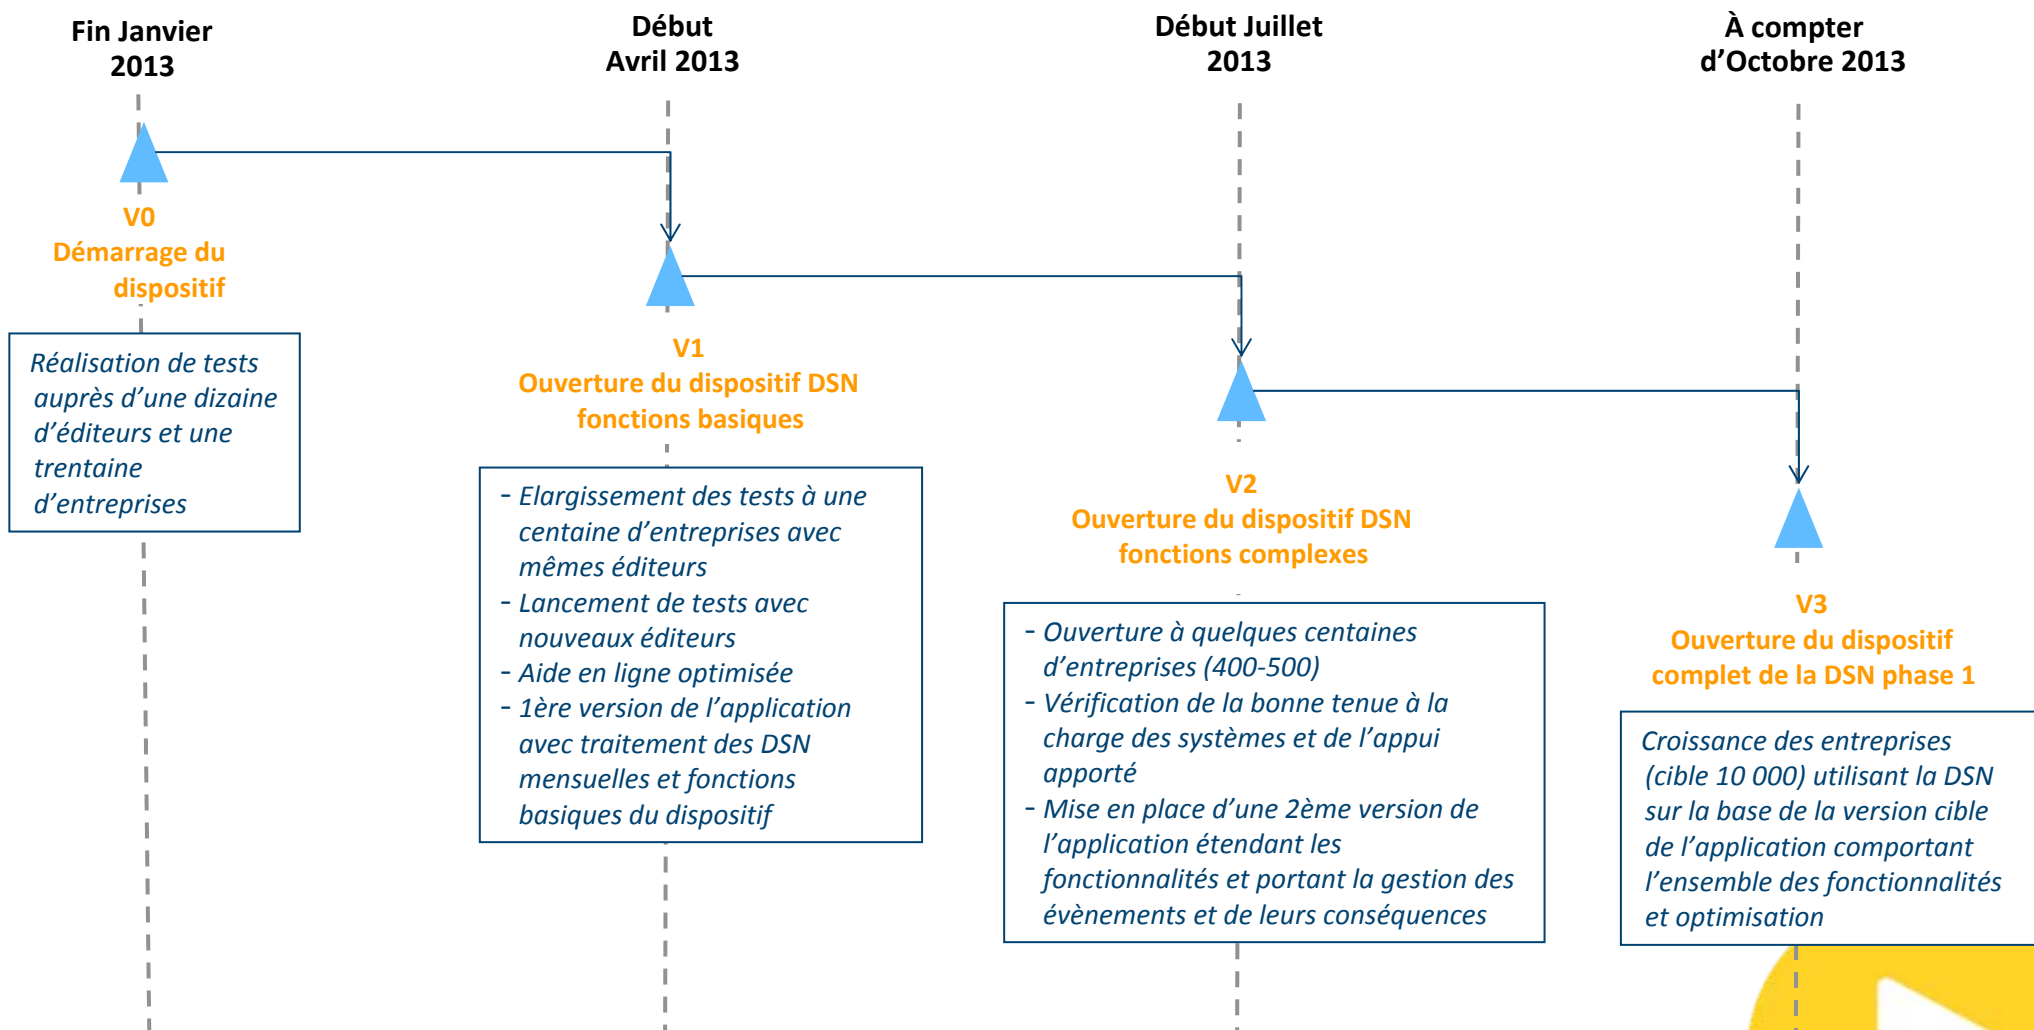 Fin Janvier
2013
Début
Avril 2013
Début Juillet
2013
À compter
d’Octobre 2013
V0
Démarrage du
dispositif
Réalisation de tests
auprès d’une dizaine
d’éditeurs et une
trentaine
d’entreprises
V1
Ouverture du dispositif DSN
fonctions basiques
- Elargissement des tests à une
centaine d’entreprises avec
mêmes éditeurs
- Lancement de tests avec
nouveaux éditeurs
- Aide en ligne optimisée
- 1ère version de l’application
avec traitement des DSN
mensuelles et fonctions
basiques du dispositif
V2
Ouverture du dispositif DSN
fonctions complexes
- Ouverture à quelques centaines
d’entreprises (400-500)
- Vérification de la bonne tenue à la
charge des systèmes et de l’appui
apporté
- Mise en place d’une 2ème version de
l’application étendant les
fonctionnalités et portant la gestion des
évènements et de leurs conséquences
V3
Ouverture du dispositif
complet de la DSN phase 1
Croissance des entreprises
(cible 10 000) utilisant la DSN
sur la base de la version cible
de l’application comportant
l’ensemble des fonctionnalités
et optimisation